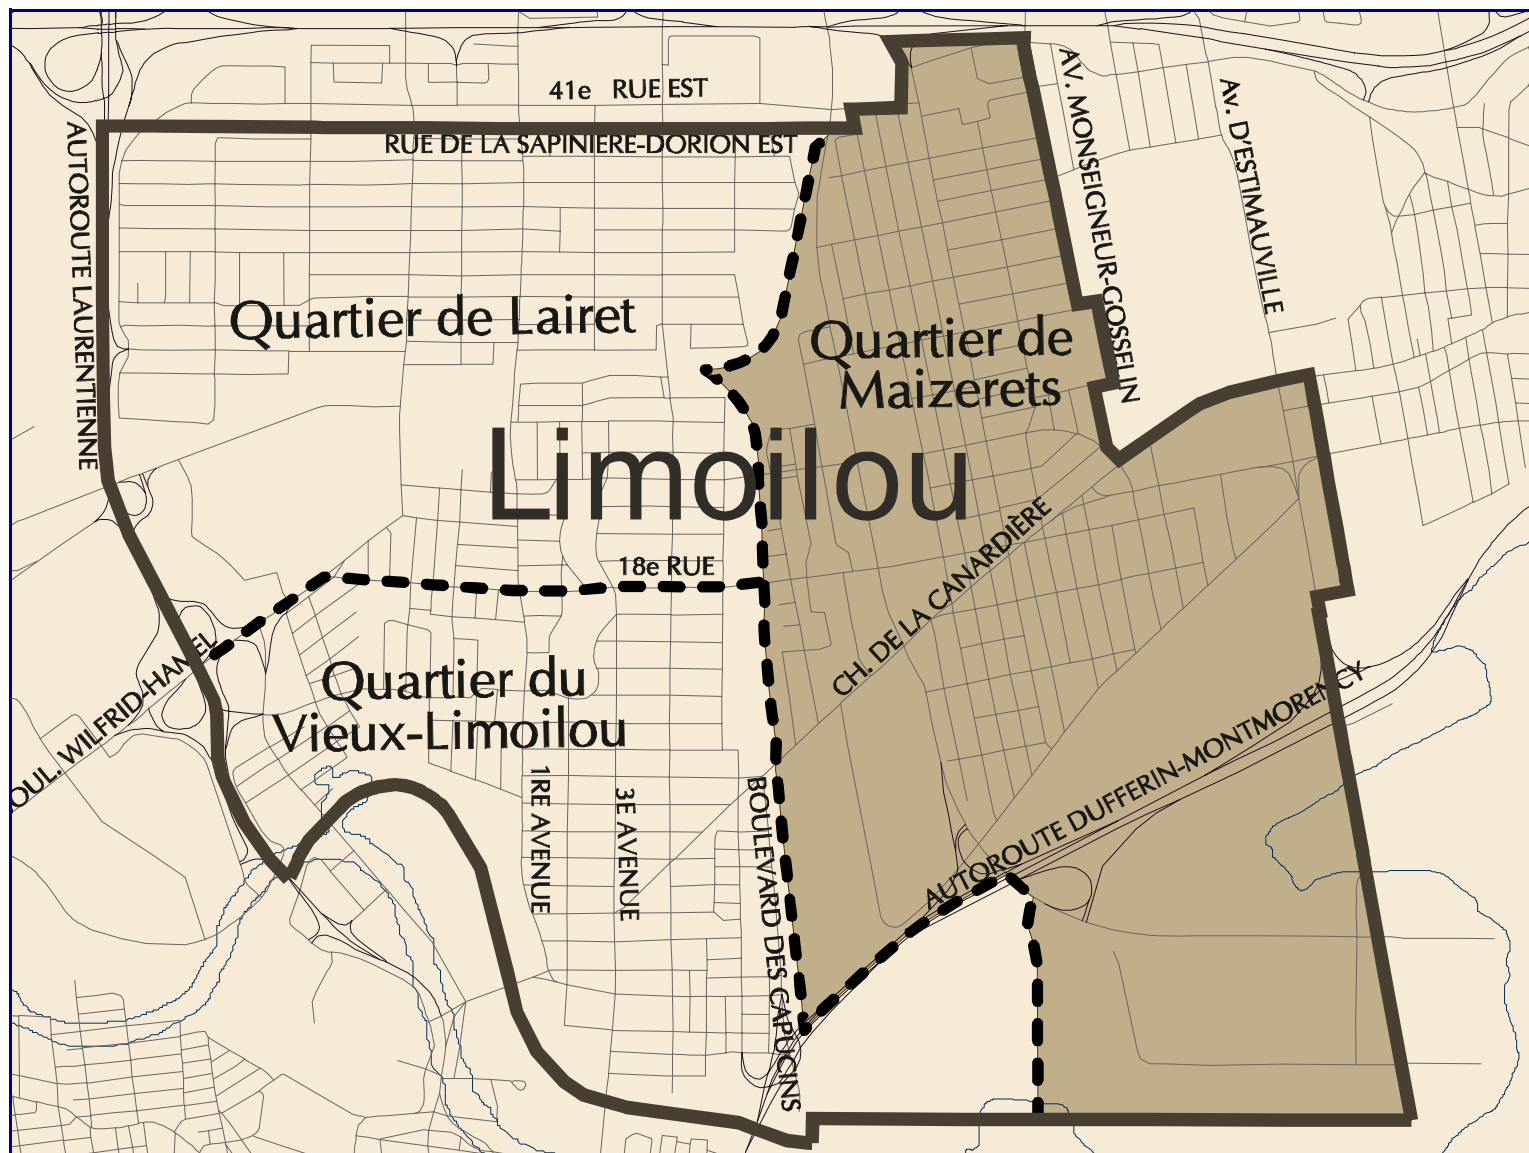 41e RUE EST
RUE DE LA SAPINIERE-DORION EST
AV. MONSEIGNEUR-GOSSELIN
Av. D'ESTIMAUVILLE
AUTOROUTE LAURENTIENNE
Quartier de Lairet
Quartier de
Maizerets
Limoilou
18e RUE
CH. DE LA CANARDIÈRE
OUL. WILFRID-HAMEL
Quartier du
Vieux-Limoilou
1RE AVENUE
3E AVENUE
BOULEVARD DES CAPUCINS
AUTOROUTE DUFFERIN-MONTMORENCY